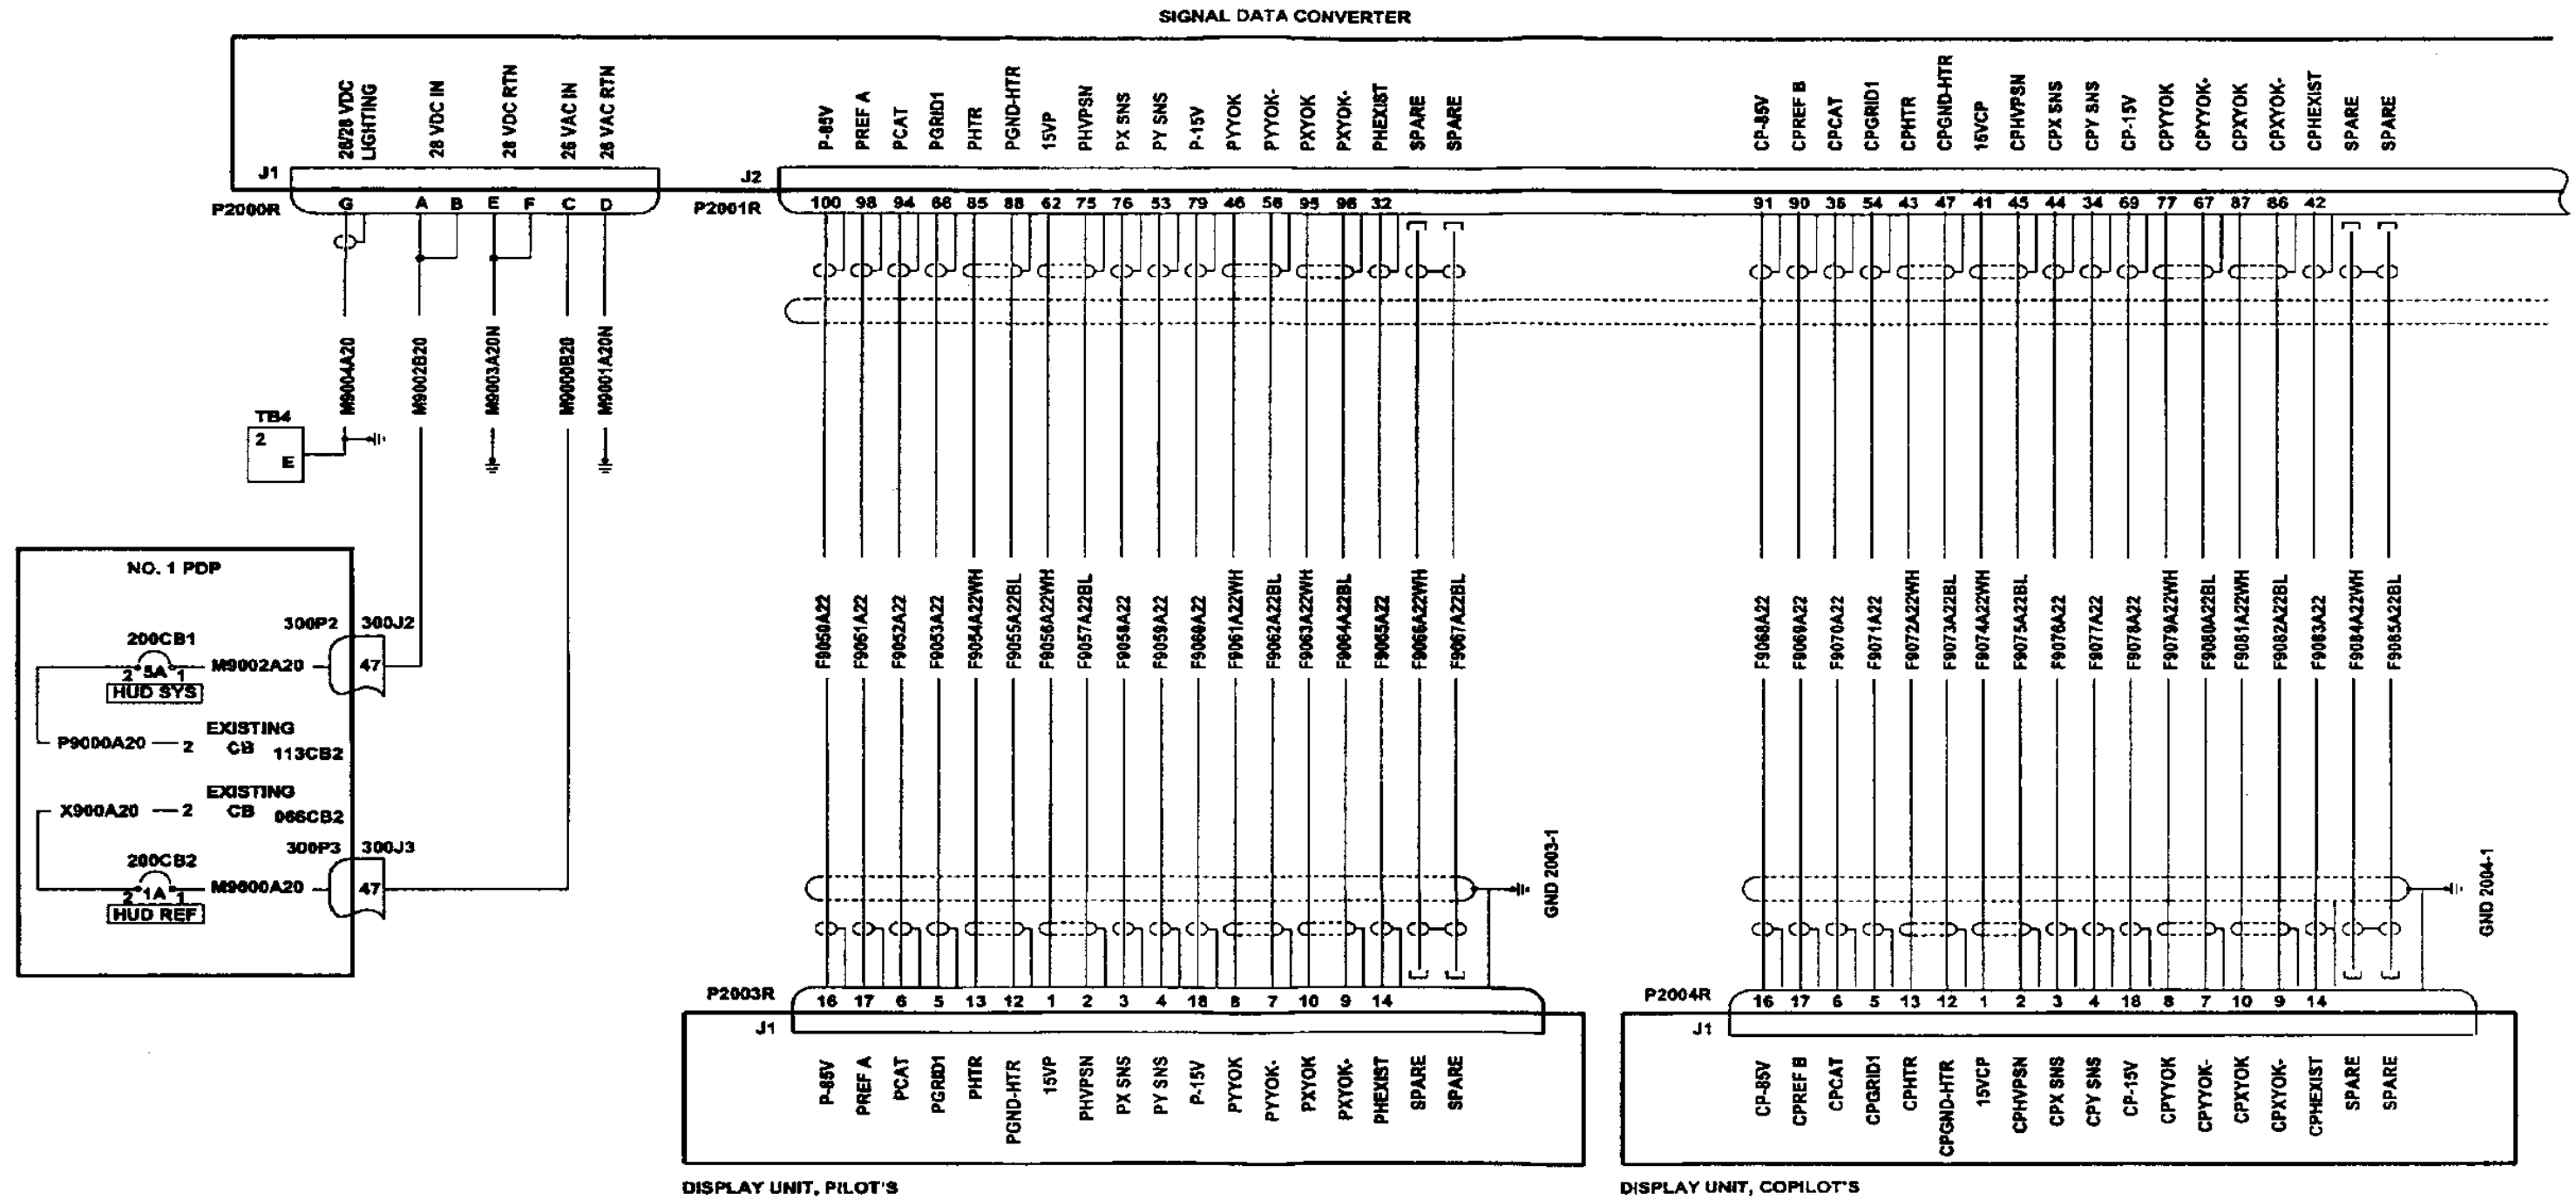 SIGNAL DATA CONVERTER
26/28 VDC
LIGHTING
28 VDC IN
28 VDC RTN
26 VAC IN
26 VAC RTN
P-85V
PREF A
PCAT
PGRID1
PHTR
PGND-HTR
15VP
PHVPSN
PX SNS
PY SNS
P-15V
PYYOK
PYYOK-
PXYOK
PXYOK-
PHEXIST
SPARE
SPARE
CP-85V
CPREF B
CPCAT
CPGRID1
CPHTR
CPGND-HTR
15VCP
CPHVPSN
CPX SNS
CPY SNS
CP-15V
CPYYOK
CPYYOK-
CPXYOK
CPXYOK-
CPHEXIST
SPARE
SPARE
J1
J2
P2000R
G A B E F C D
P2001R
100 98 94 66 85 88 62 75 76 53 79 46 56 95 96 32
91 90 36 54 43 47 41 45 44 34 69 77 67 87 86 42
M9004A20
M9002B20
M9003A20N
M9000B20
M9001A20N
TB4
2
E
NO. 1 PDP
300P2 300J2
200CB1
2 5A 1
M9002A20
47
HUD SYS
P9000A20
2
EXISTING
CB
113CB2
X900A20
2
EXISTING
CB
066CB2
300P3 300J3
200CB2
2 1A 1
M9000A20
47
HUD REF
F9050A22
F9051A22
F9052A22
F9053A22
F9054A22WH
F9055A22BL
F9056A22WH
F9057A22BL
F9058A22
F9059A22
F9060A22
F9061A22WH
F9062A22BL
F9063A22WH
F9064A22BL
F9065A22
F9066A22WH
F9067A22BL
F9068A22
F9069A22
F9070A22
F9071A22
F9072A22WH
F9073A22BL
F9074A22WH
F9075A22BL
F9076A22
F9077A22
F9078A22
F9079A22WH
F9080A22BL
F9081A22WH
F9082A22BL
F9083A22
F9084A22WH
F9085A22BL
GND 2003-1
GND 2004-1
P2003R
16 17 6 5 13 12 1 2 3 4 18 8 7 10 9 14
J1
P2004R
16 17 6 5 13 12 1 2 3 4 18 8 7 10 9 14
J1
P-85V
PREF A
PCAT
PGRID1
PHTR
PGND-HTR
15VP
PHVPSN
PX SNS
PY SNS
P-15V
PYYOK
PYYOK-
PXYOK
PXYOK-
PHEXIST
SPARE
SPARE
CP-85V
CPREF B
CPCAT
CPGRID1
CPHTR
CPGND-HTR
15VCP
CPHVPSN
CPX SNS
CPY SNS
CP-15V
CPYYOK
CPYYOK-
CPXYOK
CPXYOK-
CPHEXIST
SPARE
SPARE
DISPLAY UNIT, PILOT'S
DISPLAY UNIT, COPILOT'S